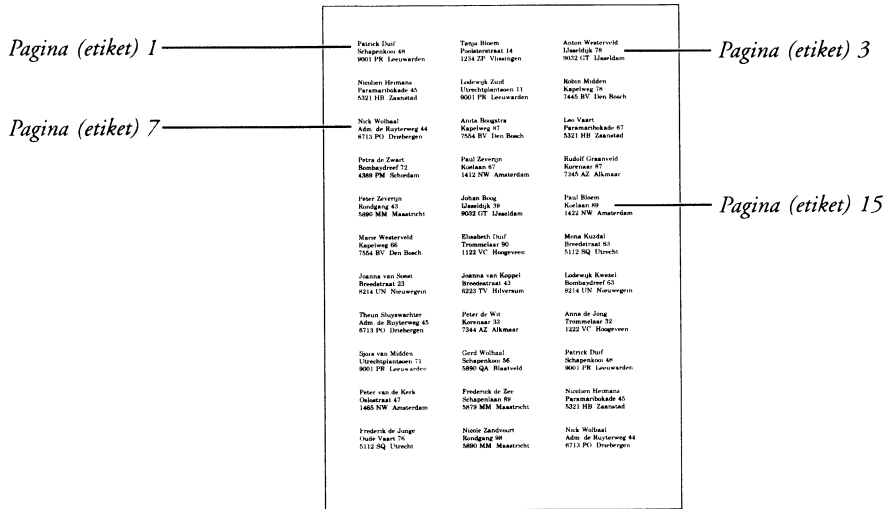 Pagina (etiket) 1
Pagina (etiket) 3
Pagina (etiket) 7
Pagina (etiket) 15
Patrick Duif
Schapenkooi 48
9001 PR Leeuwarden
Tanja Bloem
Poolsterstraat 14
1234 ZP Vlissingen
Anton Westerveld
IJsseldijk 78
9032 GT IJsseldam
Nicolien Heimans
Paramaribokade 45
5321 HB Zaanstad
Lodewijk Zuid
Utrechtplantsoen 11
9001 PR Leeuwarden
Robin Midden
Kapelweg 78
7445 BV Den Bosch
Nick Wolbaal
Adm. de Ruyterweg 44
6713 PO Driebergen
Anita Boogstra
Kapelweg 87
7554 BV Den Bosch
Leo Vaart
Paramaribokade 67
5321 HB Zaanstad
Petra de Zwart
Bombaydreef 72
4389 PM Schiedam
Paul Zeverijn
Koelaan 67
1412 NW Amsterdam
Rudolf Graanveld
Korenaar 87
7345 AZ Alkmaar
Peter Zeverijn
Rondgang 43
5890 MM Maastricht
Johan Boog
IJsseldijk 39
9032 GT IJsseldam
Paul Bloem
Koelaan 89
1422 NW Amsterdam
Marie Westerveld
Kapelweg 66
7554 BV Den Bosch
Elisabeth Duif
Trommelaar 90
1122 VC Hoogeveen
Mona Kuzdal
Breedstraat 63
5112 SQ Utrecht
Joanna van Soest
Breedstraat 23
8214 UN Nieuwegein
Joanna van Koppel
Breedestraat 43
6223 TV Hilversum
Lodewijk Kwezel
Bombaydreef 63
8214 UN Nieuwegein
Theun Sluyswachter
Adm. de Ruyterweg 45
6713 PO Driebergen
Peter de Wit
Korenaar 33
7344 AZ Alkmaar
Anna de Jong
Trommelaar 32
1222 VC Hoogeveen
Sjors van Midden
Utrechtplantsoen 71
9001 PR Leeuwarden
Gerd Wolhaal
Schapenkooi 56
5890 QA Blaatveld
Patrick Duif
Schapenkooi 48
9001 PR Leeuwarden
Peter van de Kerk
Oslostraat 47
1465 NW Amsterdam
Frederick de Zee
Schapenlaan 89
5879 MM Maastricht
Nicolien Heimans
Paramaribokade 45
5321 HB Zaanstad
Frederik de Jonge
Oude Vaart 76
5112 SQ Utrecht
Nicole Zandvoort
Rondgang 98
5890 MM Maastricht
Nick Wolbaal
Adm. de Ruyterweg 44
6713 PO Driebergen